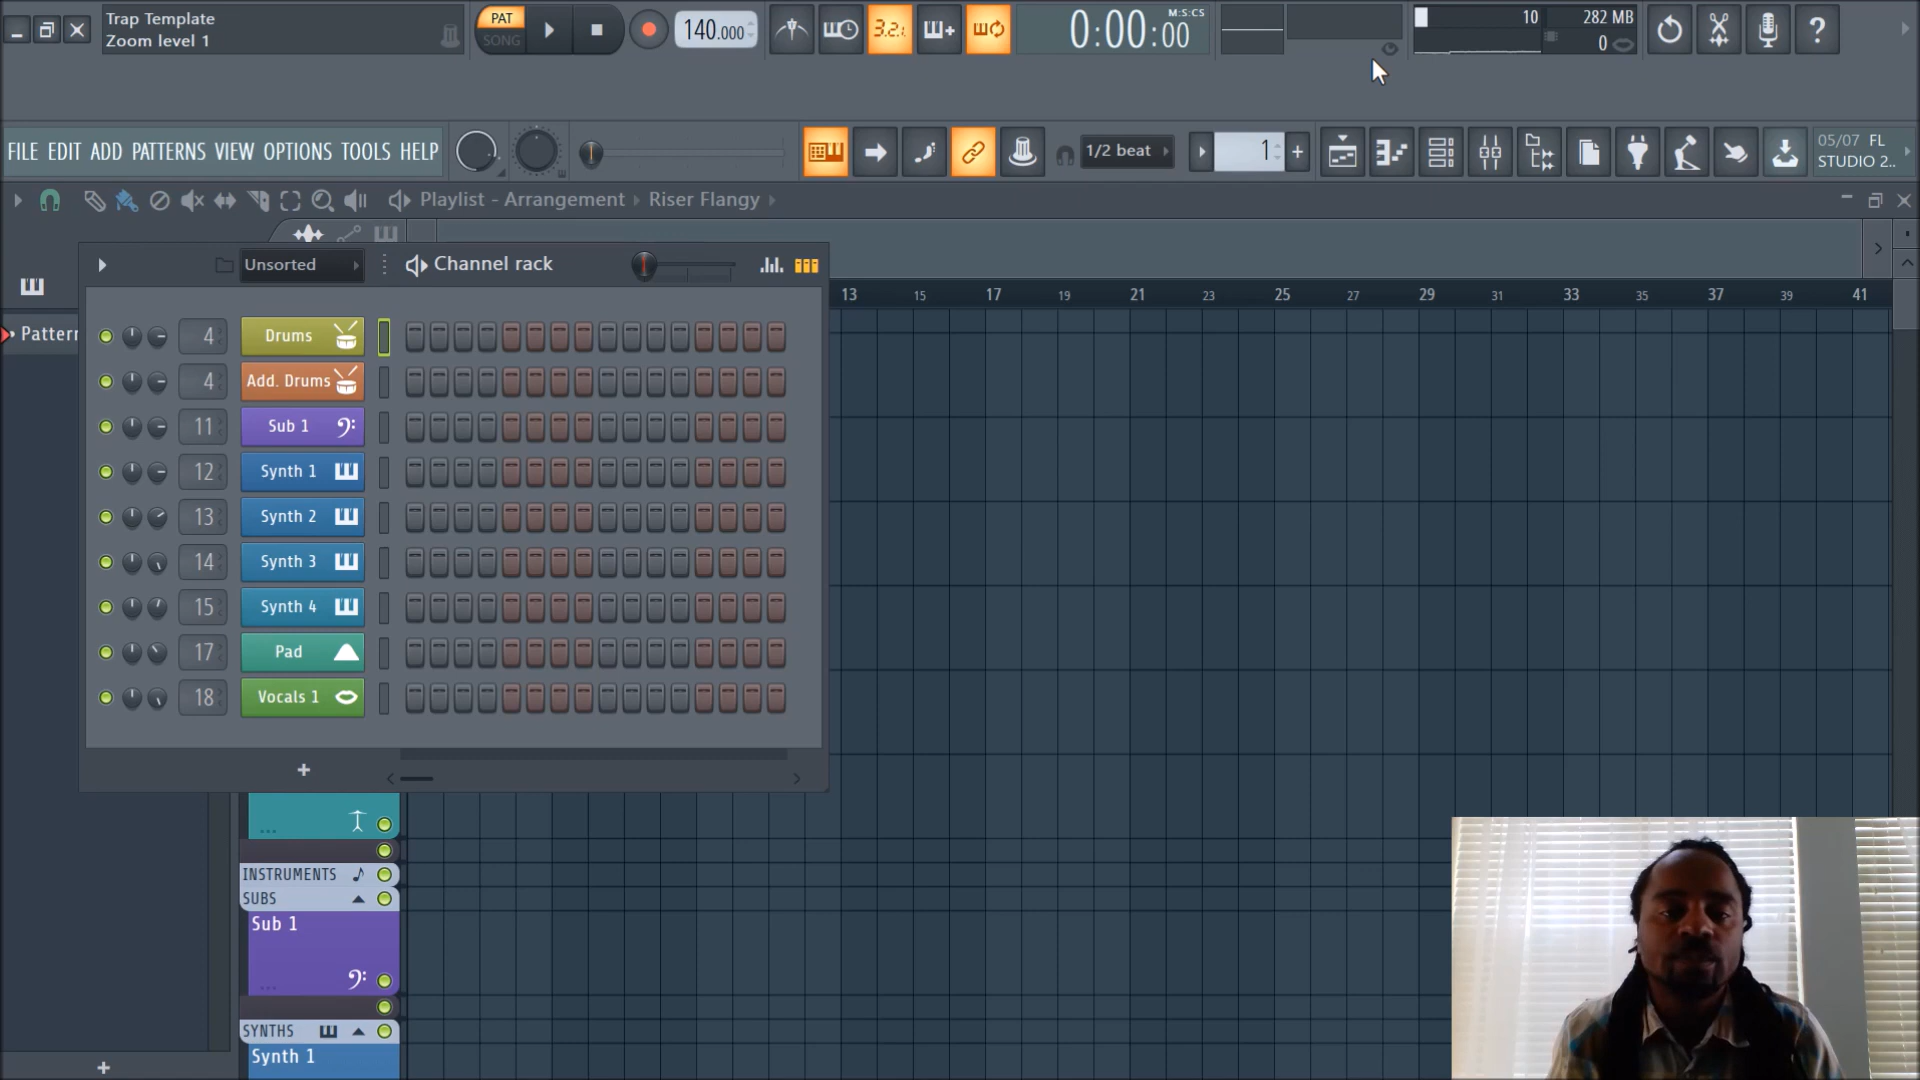 Trap Template
Zoom level 1
PAT
SONG
140.000
3.2.
0:00:00
M:S:CS
10
282 MB
0
?
FILE EDIT ADD PATTERNS VIEW OPTIONS TOOLS HELP
1/2 beat
1
+
05/07 FL
STUDIO 2..
Playlist - Arrangement
Riser Flangy
Unsorted
Channel rack
13
15
17
19
21
23
25
27
29
31
33
35
37
39
41
Pattern
4
Drums
4
Add. Drums
11
Sub 1
12
Synth 1
13
Synth 2
14
Synth 3
15
Synth 4
17
Pad
18
Vocals 1
+
INSTRUMENTS
SUBS
Sub 1
SYNTHS
Synth 1
+